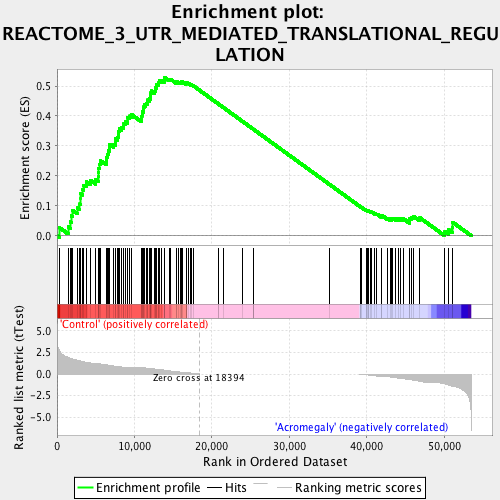 Enrichment plot:
REACTOME_3_UTR_MEDIATED_TRANSLATIONAL_REGU
LATION
Enrichment score (ES)
0.5
0.4
0.3
0.2
0.1
0.0
'Control' (positively correlated)
Ranked list metric (tTest)
5.0
2.5
0.0
-2.5
-5.0
Zero cross at 18394
'Acromegaly' (negatively correlated)
0
10,000
20,000
30,000
40,000
50,000
Rank in Ordered Dataset
Enrichment profile
Hits
Ranking metric scores